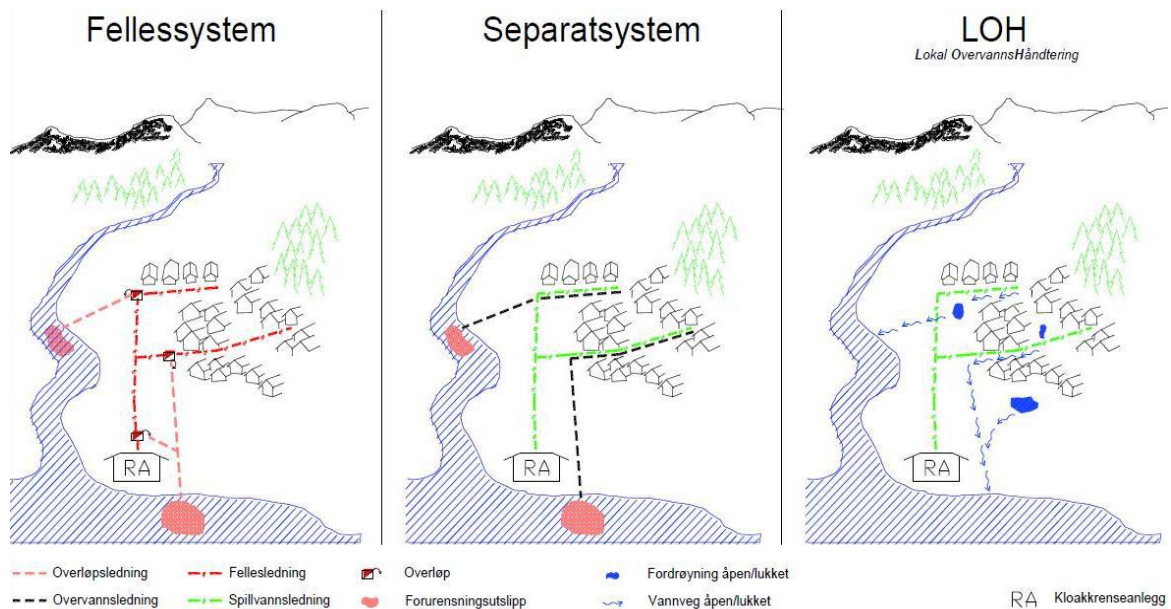 Fellessystem
Separatsystem
LOH
Lokal OvervannsHåndtering
RA
RA
RA
Overløpsledning
Fellesledning
Overløp
Fordrøyning åpen/lukket
Overvannsledning
Spillvannsledning
Forurensningsutslipp
Vannveg åpen/lukket
RA Kloakkrenseanlegg